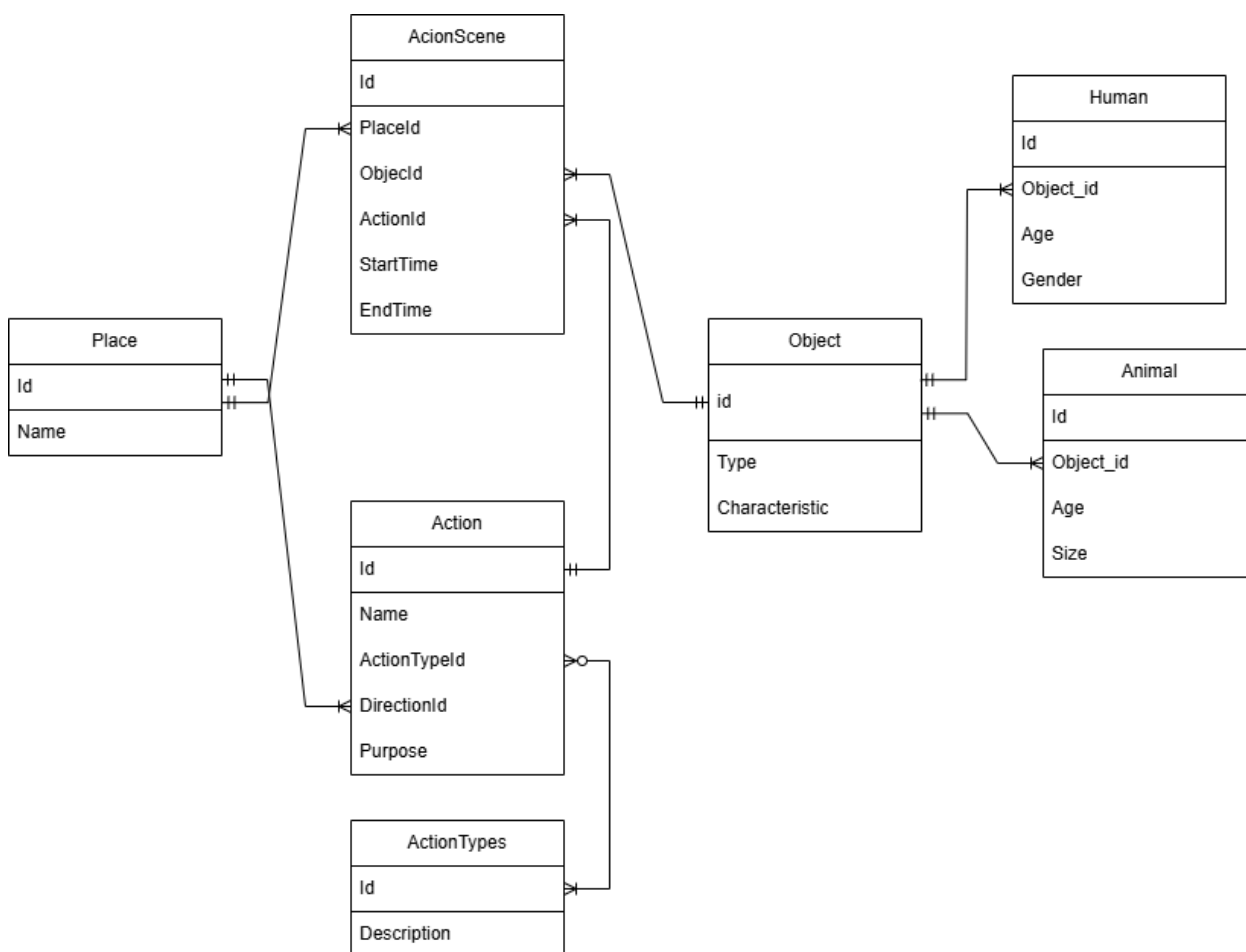 AcionScene
Id
PlaceId
ObjecId
ActionId
StartTime
EndTime
Human
Id
Object_id
Age
Gender
Place
Id
Name
Object
id
Type
Characteristic
Animal
Id
Object_id
Age
Size
Action
Id
Name
ActionTypeId
DirectionId
Purpose
ActionTypes
Id
Description